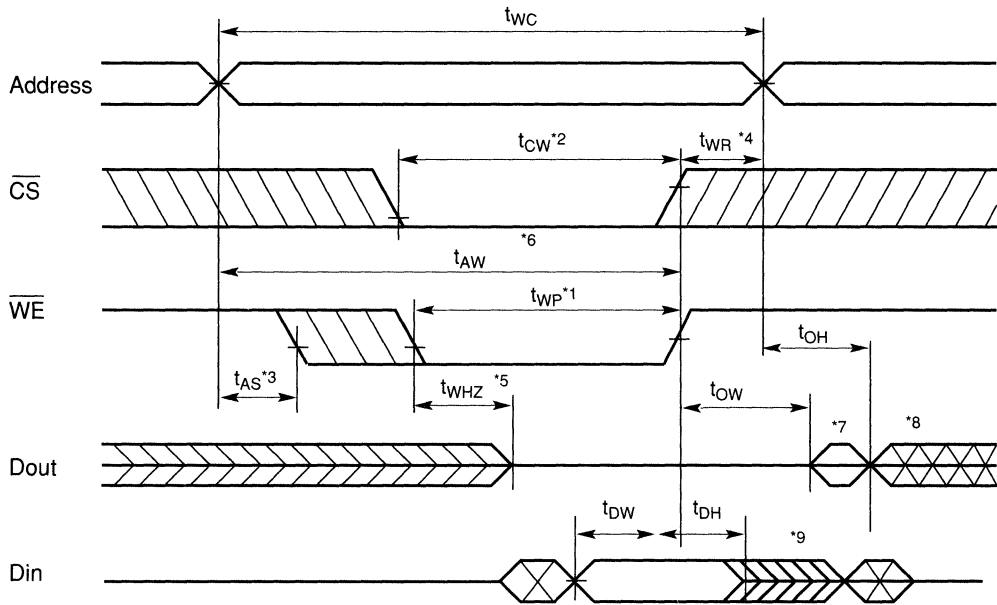 tWC
Address
tCW*2
tWR *4
CS
*6
tAW
WE
tWP*1
tOH
tAS*3
tWHZ *5
tOW
*7
*8
Dout
tDW
tDH
*9
Din